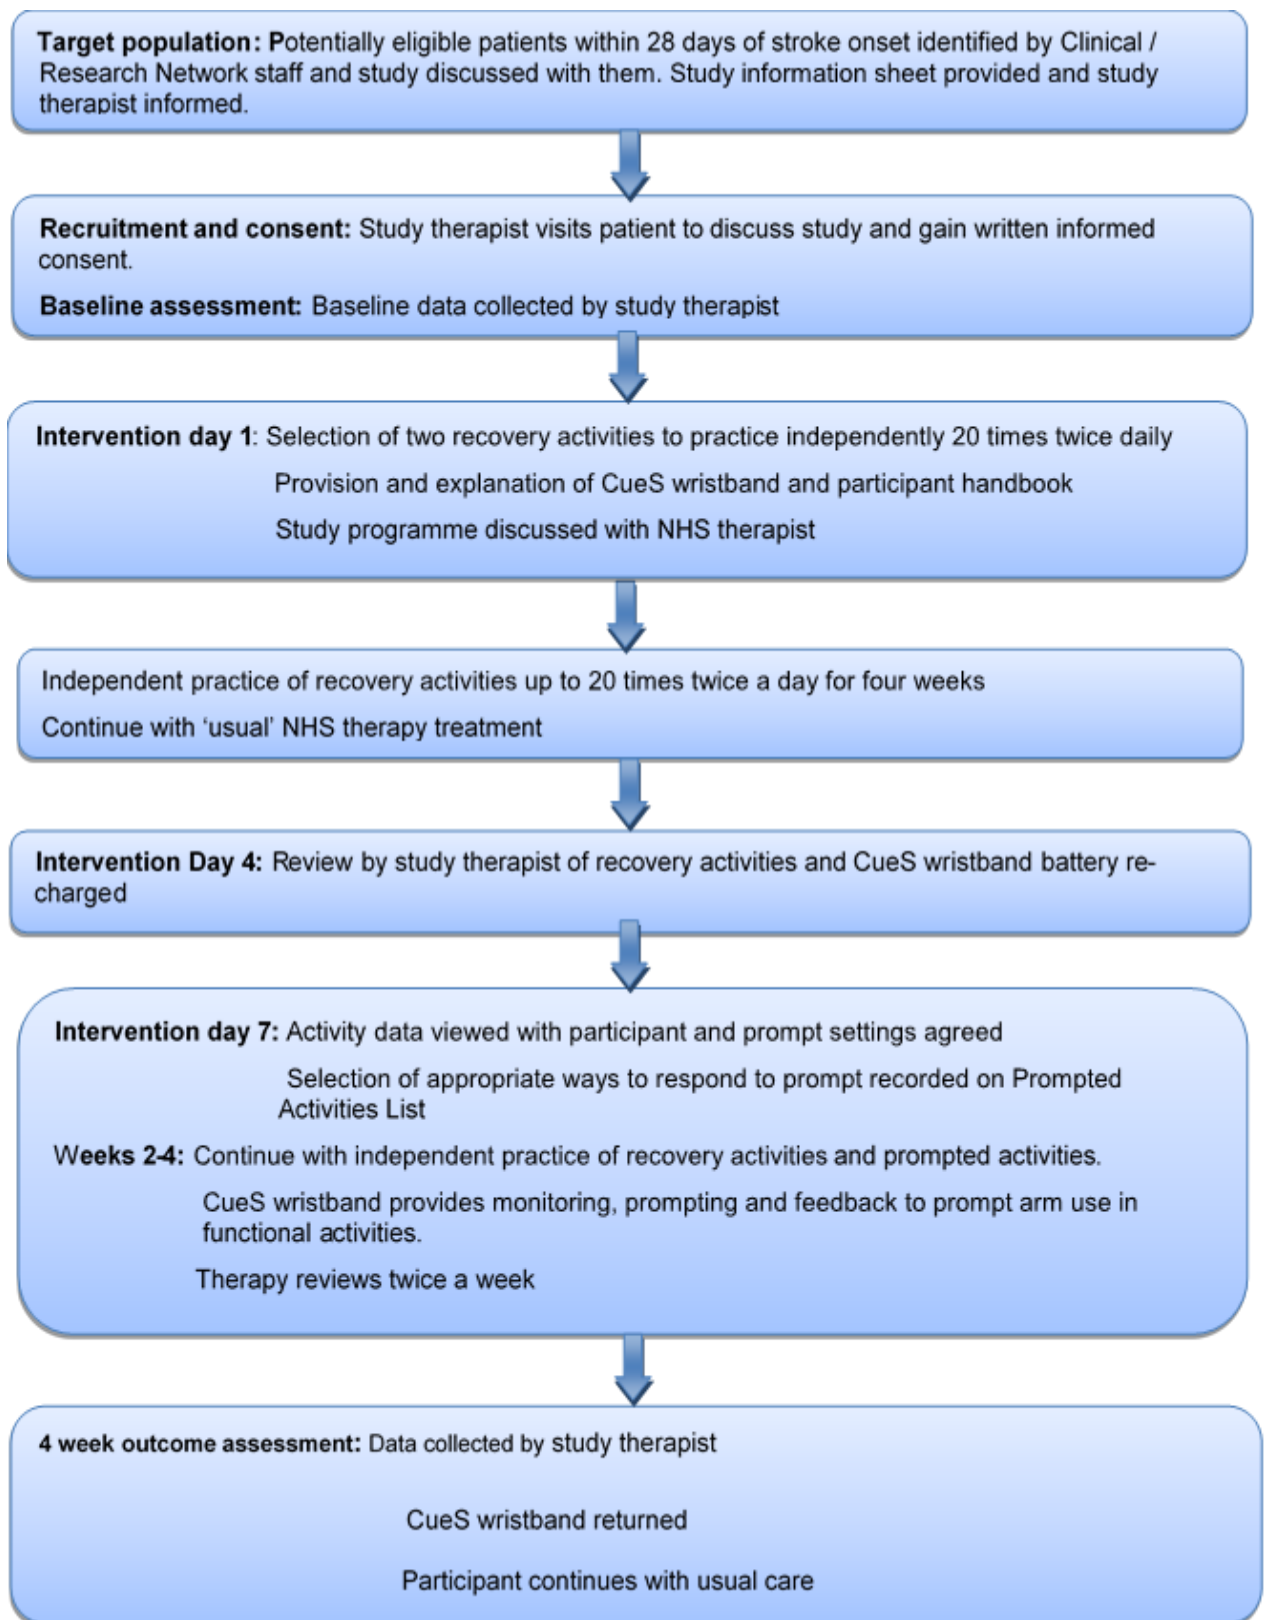 Target population: Potentially eligible patients within 28 days of stroke onset identified by Clinical /
Research Network staff and study discussed with them. Study information sheet provided and study
therapist informed.
Recruitment and consent: Study therapist visits patient to discuss study and gain written informed
consent.
Baseline assessment: Baseline data collected by study therapist
Intervention day 1: Selection of two recovery activities to practice independently 20 times twice daily
Provision and explanation of CueS wristband and participant handbook
Study programme discussed with NHS therapist
Independent practice of recovery activities up to 20 times twice a day for four weeks
Continue with ‘usual’ NHS therapy treatment
Intervention Day 4: Review by study therapist of recovery activities and CueS wristband battery re-
charged
Intervention day 7: Activity data viewed with participant and prompt settings agreed
Selection of appropriate ways to respond to prompt recorded on Prompted
Activities List
Weeks 2-4: Continue with independent practice of recovery activities and prompted activities.
CueS wristband provides monitoring, prompting and feedback to prompt arm use in
functional activities.
Therapy reviews twice a week
4 week outcome assessment: Data collected by study therapist
CueS wristband returned
Participant continues with usual care